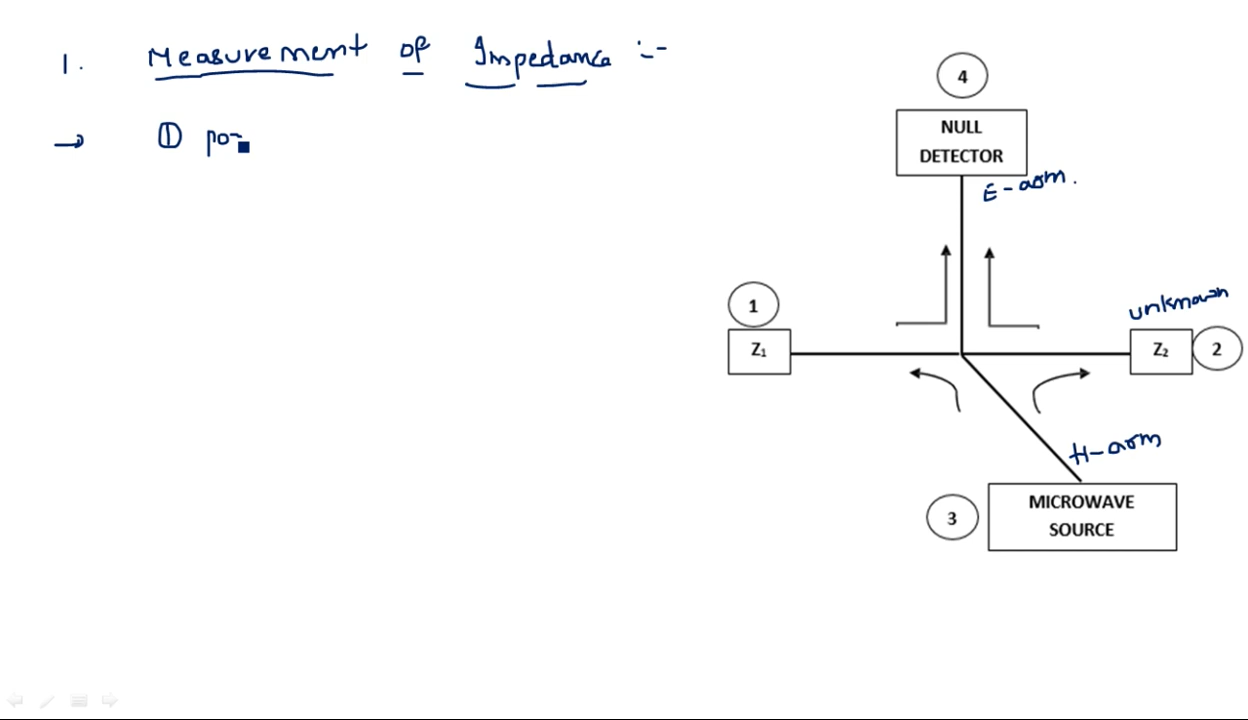 1. Measurement of Impedance :-
→ ①
4
NULL
DETECTOR
E-arm.
1
Z₁
unknown
Z₂
2
H-arm
3
MICROWAVE
SOURCE